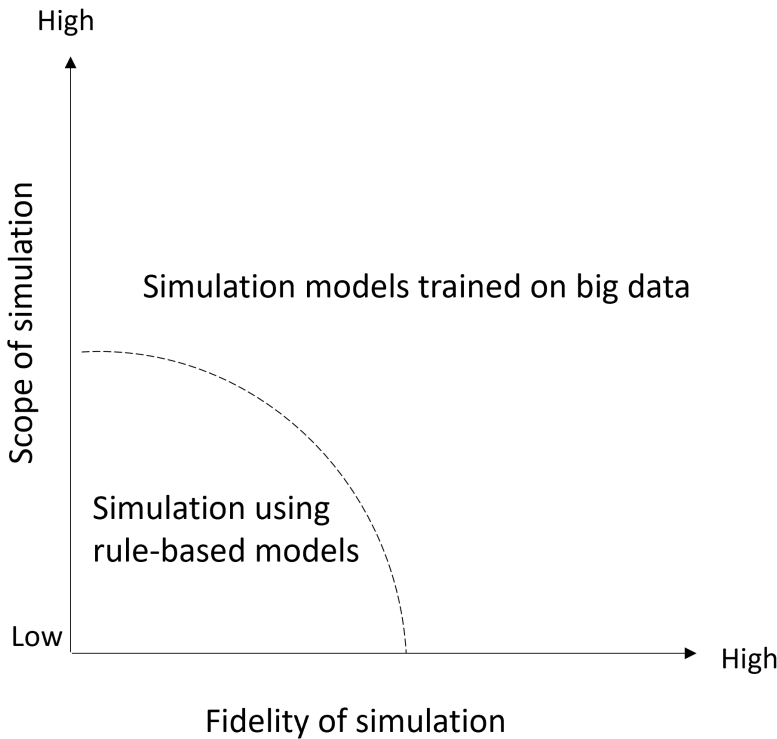 High
Scope of simulation
Simulation models trained on big data
Simulation using
rule-based models
Low
High
Fidelity of simulation